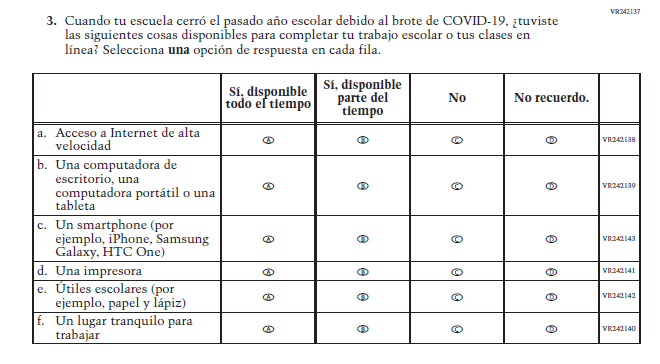 VR242137
3. Cuando tu escuela cerró el pasado año escolar debido al brote de COVID-19, ¿tuviste
las siguientes cosas disponibles para completar tu trabajo escolar o tus clases en
línea? Selecciona una opción de respuesta en cada fila.
Sí, disponible
todo el tiempo
Sí, disponible
parte del
tiempo
No
No recuerdo.
a. Acceso a Internet de alta
velocidad
A B C D VR242138
b. Una computadora de
escritorio, una
computadora portátil o una
tableta
A B C D VR242139
c. Un smartphone (por
ejemplo, iPhone, Samsung
Galaxy, HTC One)
A B C D VR242143
d. Una impresora A B C D VR242141
e. Útiles escolares (por
ejemplo, papel y lápiz)
A B C D VR242142
f. Un lugar tranquilo para
trabajar
A B C D VR242140